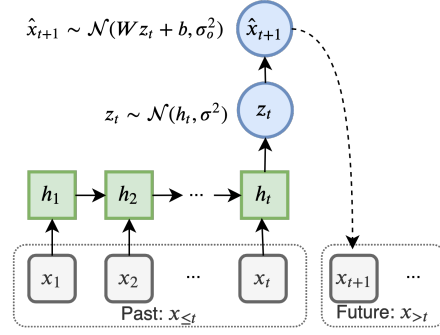 x̂_{t+1} ~ 𝒩(Wz_t + b, σ_o^2) x̂_{t+1}
z_t ~ 𝒩(h_t, σ^2) z_t
h_1 h_2 ... h_t
x_1 x_2 ... x_t x_{t+1} ...
Past: x_{≤t} Future: x_{>t}